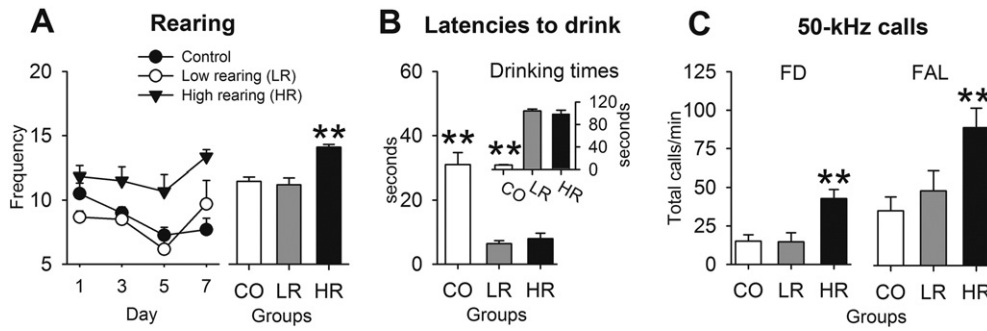 A Rearing
Control
Low rearing (LR)
High rearing (HR)
20
15
10
5
Frequency
1 3 5 7
Day
**
CO LR HR
Groups
B Latencies to drink
60
40
20
0
seconds
**
Drinking times
**
120
80
40
0
seconds
CO LR HR
CO LR HR
Groups
C 50-kHz calls
125
100
75
50
25
0
Total calls/min
FD
**
CO LR HR
FAL
**
CO LR HR
Groups